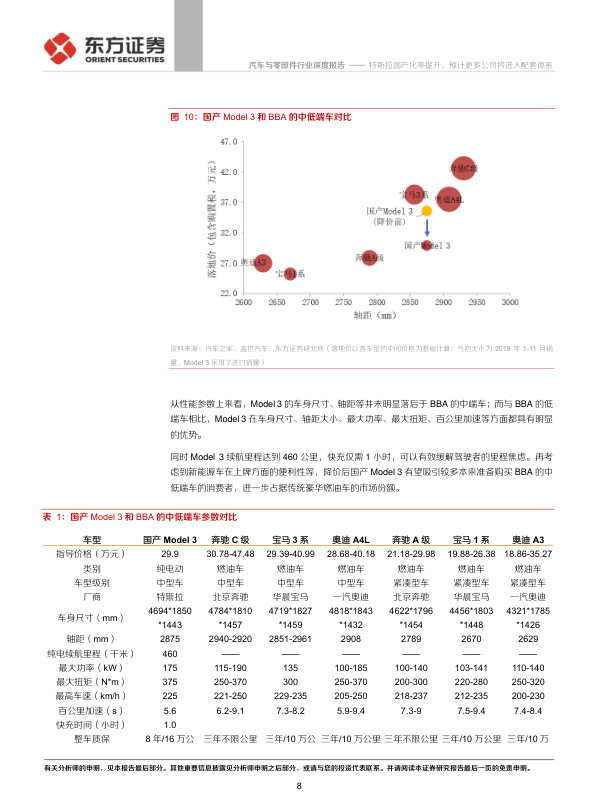 东方证券
ORIENT SECURITIES
汽车与零部件行业深度报告 —— 特斯拉国产化率提升，预计更多公司将进入配套体系
图 10：国产 Model 3 和 BBA 的中低端车对比
落地价（包含购置税，万元）
47.0
42.0
37.0
32.0
27.0
22.0
奔驰C级
宝马3系
奥迪A4L
国产Model 3
（降价前）
国产Model 3
奔驰A级
奥迪A3
宝马1系
2600 2650 2700 2750 2800 2850 2900 2950 3000
轴距（mm）
资料来源：汽车之家，盖世汽车，东方证券研究所（落地价以各车型的中间价格为基础计算；气泡大小为 2019 年 1-11 月销
量，Model 3 采用了进口销量）
从性能参数上来看，Model 3 的车身尺寸、轴距等并未明显落后于 BBA 的中端车；而与 BBA 的低
端车相比，Model 3 在车身尺寸、轴距大小、最大功率、最大扭矩、百公里加速等方面都具有明显
的优势。
同时 Model 3 续航里程达到 460 公里，快充仅需 1 小时，可以有效缓解驾驶者的里程焦虑。再考
虑到新能源车在上牌方面的便利性等，降价后国产 Model 3 有望吸引较多本来准备购买 BBA 的中
低端车的消费者，进一步占据传统豪华燃油车的市场份额。
表 1：国产 Model 3 和 BBA 的中低端车参数对比
车型 国产 Model 3 奔驰 C 级 宝马 3 系 奥迪 A4L 奔驰 A 级 宝马 1 系 奥迪 A3
指导价格（万元） 29.9 30.78-47.48 29.39-40.99 28.68-40.18 21.18-29.98 19.88-26.38 18.86-35.27
类别 纯电动 燃油车 燃油车 燃油车 燃油车 燃油车 燃油车
车型级别 中型车 中型车 中型车 中型车 紧凑型车 紧凑型车 紧凑型车
厂商 特斯拉 北京奔驰 华晨宝马 一汽奥迪 北京奔驰 华晨宝马 一汽奥迪
车身尺寸（mm） 4694*1850 4784*1810 4719*1827 4818*1843 4622*1796 4456*1803 4321*1785
*1443 *1457 *1459 *1432 *1454 *1448 *1426
轴距（mm） 2875 2940-2920 2851-2961 2908 2789 2670 2629
纯电续航里程（千米） 460 —— —— —— —— —— ——
最大功率（kW） 175 115-190 135 100-185 100-140 103-141 110-140
最大扭矩（N*m） 375 250-370 300 250-370 200-300 220-280 250-320
最高车速（km/h） 225 221-250 229-235 205-250 218-237 212-235 200-230
百公里加速（s） 5.6 6.2-9.1 7.3-8.2 5.9-9.4 7.3-9 7.5-9.4 7.4-8.4
快充时间（小时） 1.0
整车质保 8 年/16 万公 三年不限公里 三年/10 万公 三年/10 万公里 三年不限公里 三年/10 万公里 三年/10 万
有关分析师的申明，见本报告最后部分。其他重要信息披露见分析师申明之后部分，或请与您的投资代表联系。并请阅读本证券研究报告最后一页的免责申明。
8